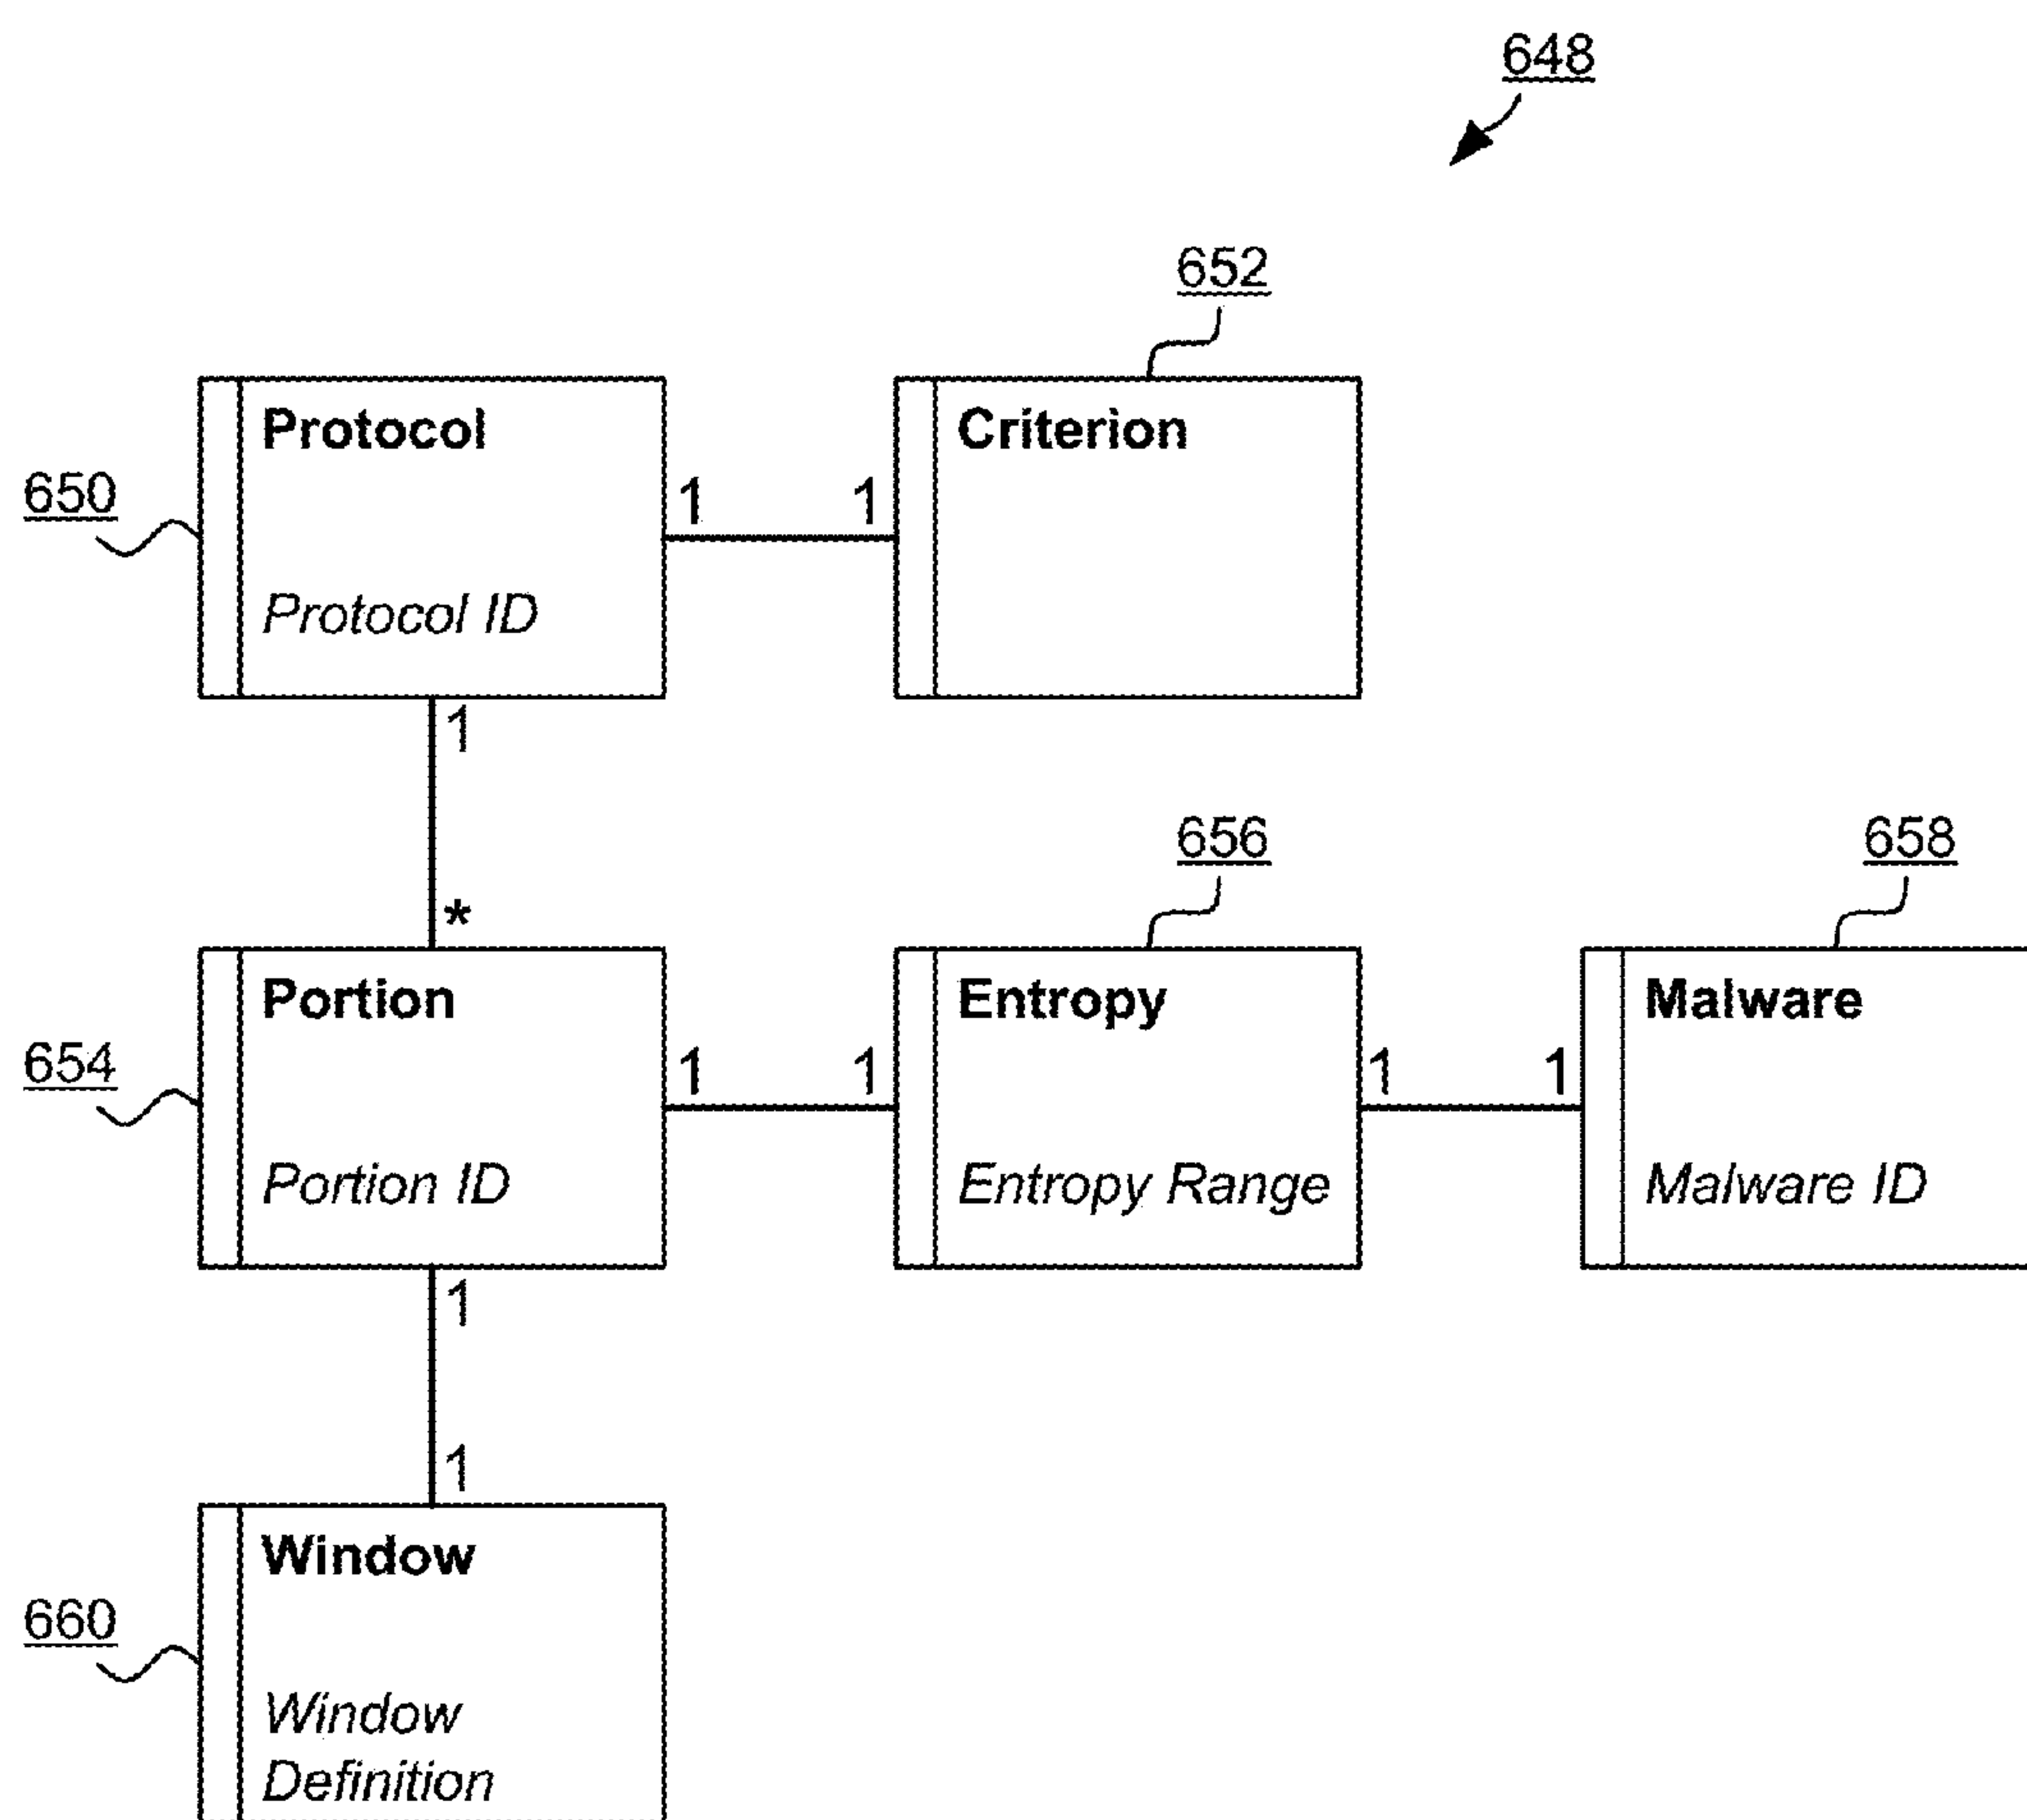 648
652
Protocol
Criterion
650
1 1
Protocol ID
1
656
658
*
Portion
Entropy
Malware
654
1 1
1 1
Portion ID
Entropy Range
Malware ID
1
1
Window
660
Window
Definition